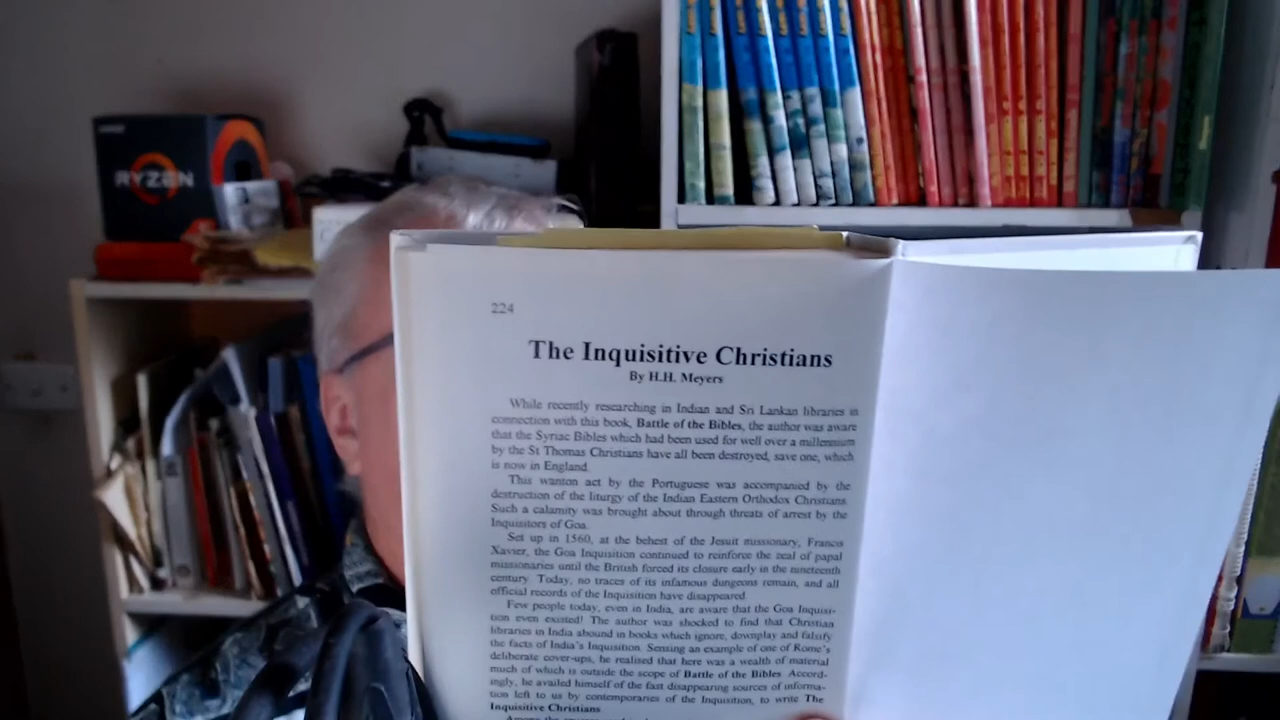 RYZEN
224
The Inquisitive Christians
By H.H. Meyers
While recently researching in Indian and Sri Lankan libraries in
connection with this book, Battle of the Bibles, the author was aware
that the Syriac Bibles which had been used for well over a millennium
by the St Thomas Christians have all been destroyed, save one, which
is now in England.
This wanton act by the Portuguese was accompanied by the
destruction of the liturgy of the Indian Eastern Orthodox Christians.
Such a calamity was brought about through threats of arrest by the
Inquisitors of Goa.
Set up in 1560, at the behest of the Jesuit missionary, Francis
Xavier, the Goa Inquisition continued to reinforce the zeal of papal
missionaries until the British forced its closure early in the nineteenth
century. Today, no traces of its infamous dungeons remain, and all
official records of the Inquisition have disappeared.
Few people today, even in India, are aware that the Goa Inquisi-
tion even existed! The author was shocked to find that Christian
libraries in India abound in books which ignore, downplay and falsify
the facts of India's Inquisition. Sensing an example of one of Rome's
deliberate cover-ups, he realised that here was a wealth of material
much of which is outside the scope of Battle of the Bibles. Accord-
ingly, he availed himself of the fast disappearing sources of informa-
tion left to us by contemporaries of the Inquisition, to write The
Inquisitive Christians.